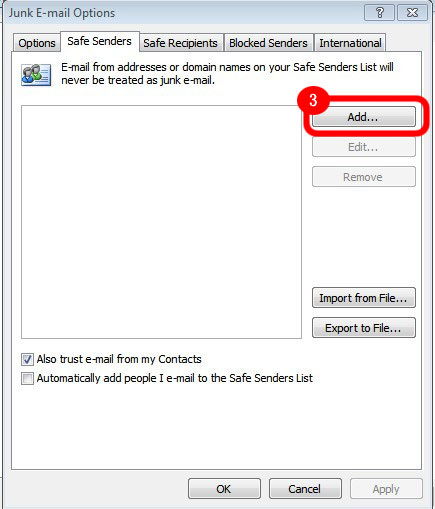 Junk E-mail Options
Options
Safe Senders
Safe Recipients
Blocked Senders
International
E-mail from addresses or domain names on your Safe Senders List will
never be treated as junk e-mail.
3
Add...
Edit...
Remove
Import from File...
Export to File...
Also trust e-mail from my Contacts
Automatically add people I e-mail to the Safe Senders List
OK
Cancel
Apply